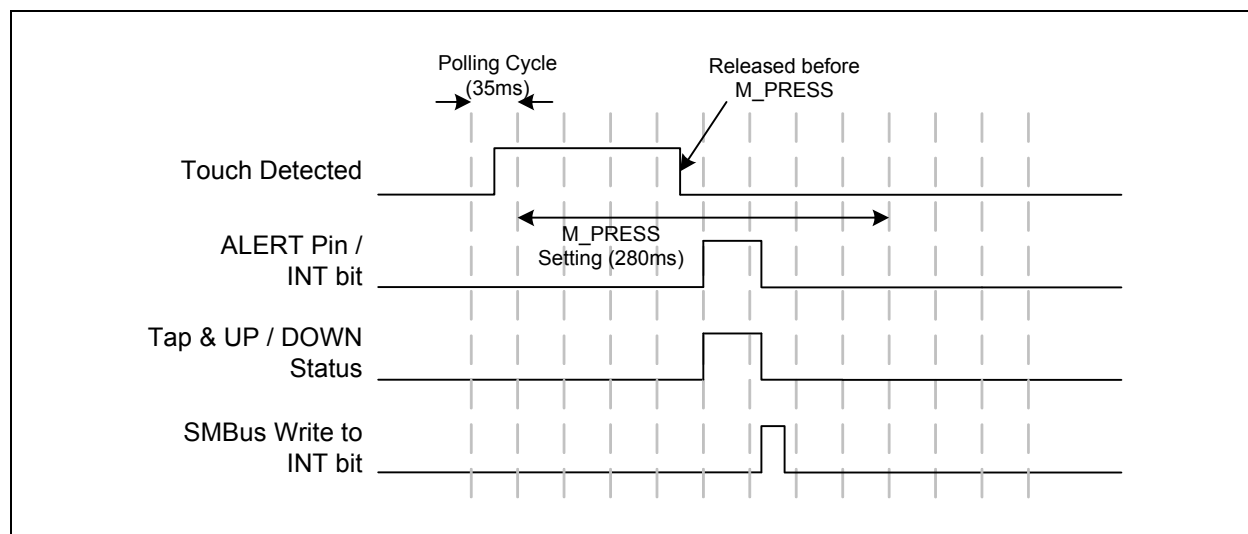 Polling Cycle
(35ms)
Released before
M_PRESS
Touch Detected
M_PRESS
Setting (280ms)
ALERT Pin /
INT bit
Tap & UP / DOWN
Status
SMBus Write to
INT bit